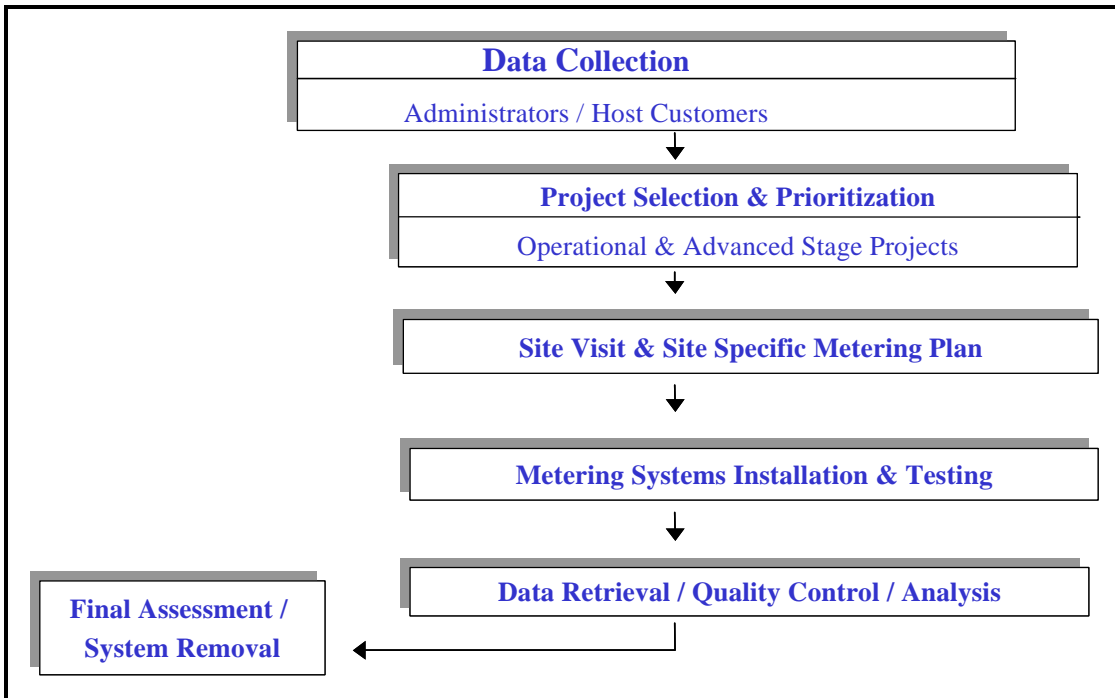 Data Collection
Administrators / Host Customers
Project Selection & Prioritization
Operational & Advanced Stage Projects
Site Visit & Site Specific Metering Plan
Metering Systems Installation & Testing
Data Retrieval / Quality Control / Analysis
Final Assessment /
System Removal